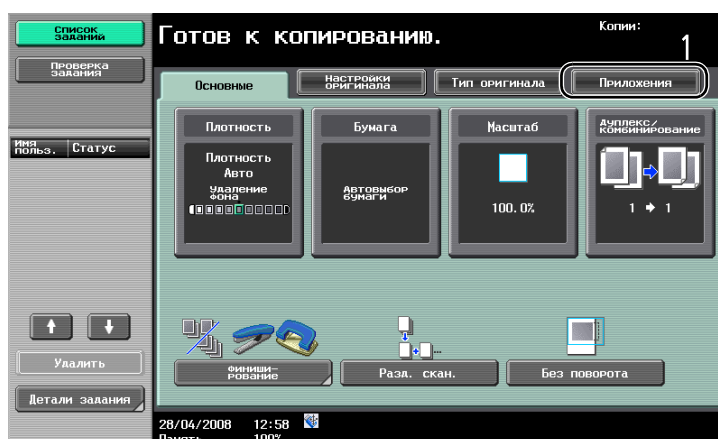 Список
заданий
Готов к копированию.
Копии:
1
Проверка
задания
Основные
Настройки
оригинала
Тип оригинала
Приложения
Имя
польз.
Статус
Плотность
Бумага
Масштаб
Дуплекс/
Комбинирование
Плотность
Авто
Удаление
фона
Автовыбор
бумаги
100.0%
1 → 1
Удалить
Финиши-
рование
Разд. скан.
Без поворота
Детали задания
28/04/2008 12:58
Память 100%